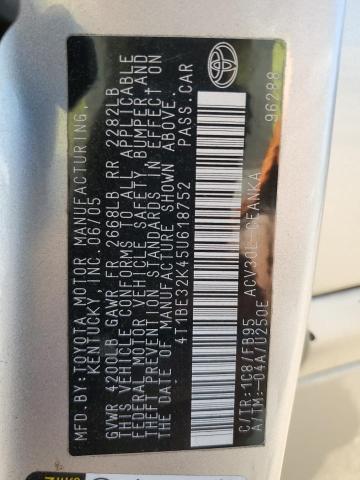 MFD. BY:TOYOTA MOTOR MANUFACTURING,
KENTUCKY, INC. 06/05
GVWR 4200LB GAWR FR 2668LB RR 2282LB
THIS VEHICLE CONFORMS TO ALL APPLICABLE
FEDERAL MOTOR VEHICLE SAFETY, BUMPER AND
THEFT PREVENTION STANDARDS IN EFFECT ON
THE DATE OF MANUFACTURE SHOWN ABOVE.
4T1BE32K45U618752 PASS.CAR
C/TR:1C8/FB95 ACV30L-CEANKA
A/TM:-04A/U250E 96288